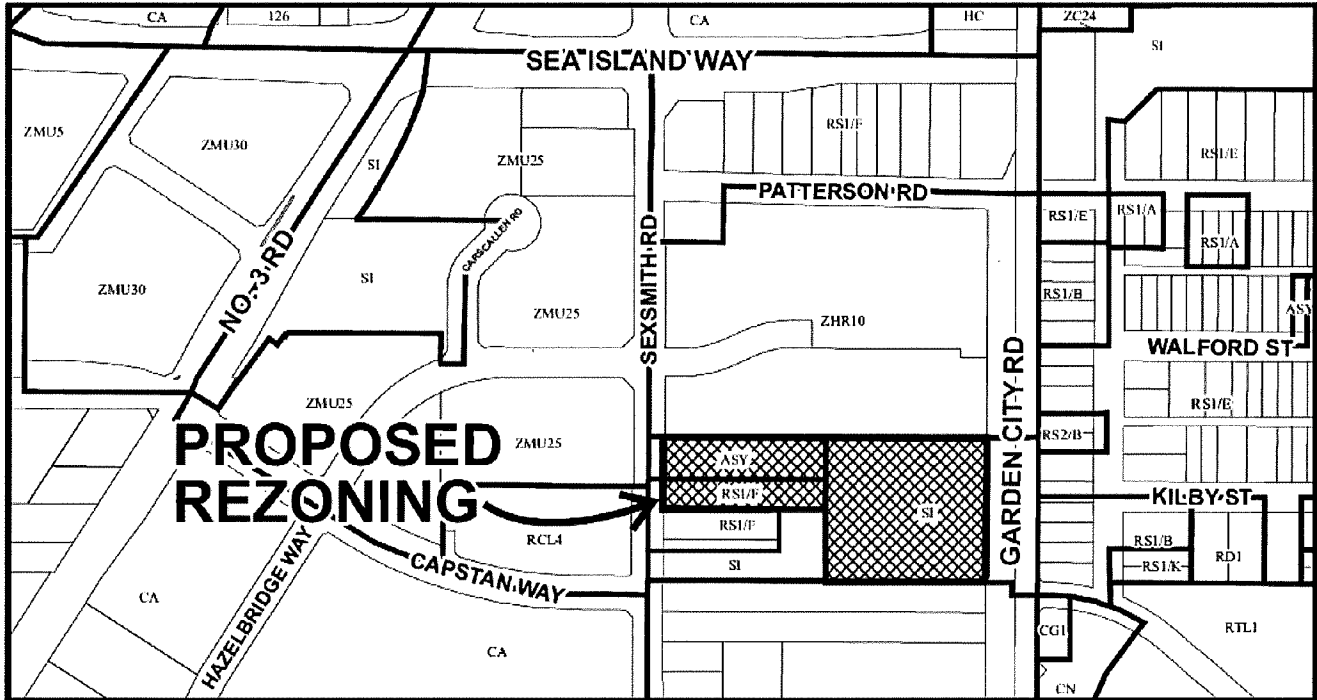 CA
126
CA
HC
ZC24
SI
SEA ISLAND WAY
ZMU5
ZMU30
SI
ZMU25
RS1/F
RS1/E
PATTERSON RD
CARSCALLEN RD
RS1/E
RS1/A
RS1/A
NO. 3 RD
SEXSMITH RD
ZMU30
SI
ZMU25
ZHR10
RS1/B
ASY
WALFORD ST
GARDEN CITY RD
ZMU25
RS1/E
PROPOSED
REZONING
ZMU25
ASY
RS2/B
RS1/F
SI
KILBY ST
RS1/F
RCL4
SI
RS1/B
RD1
RS1/K
CAPSTAN WAY
HAZELBRIDGE WAY
CA
CA
CG1
RTL1
CN